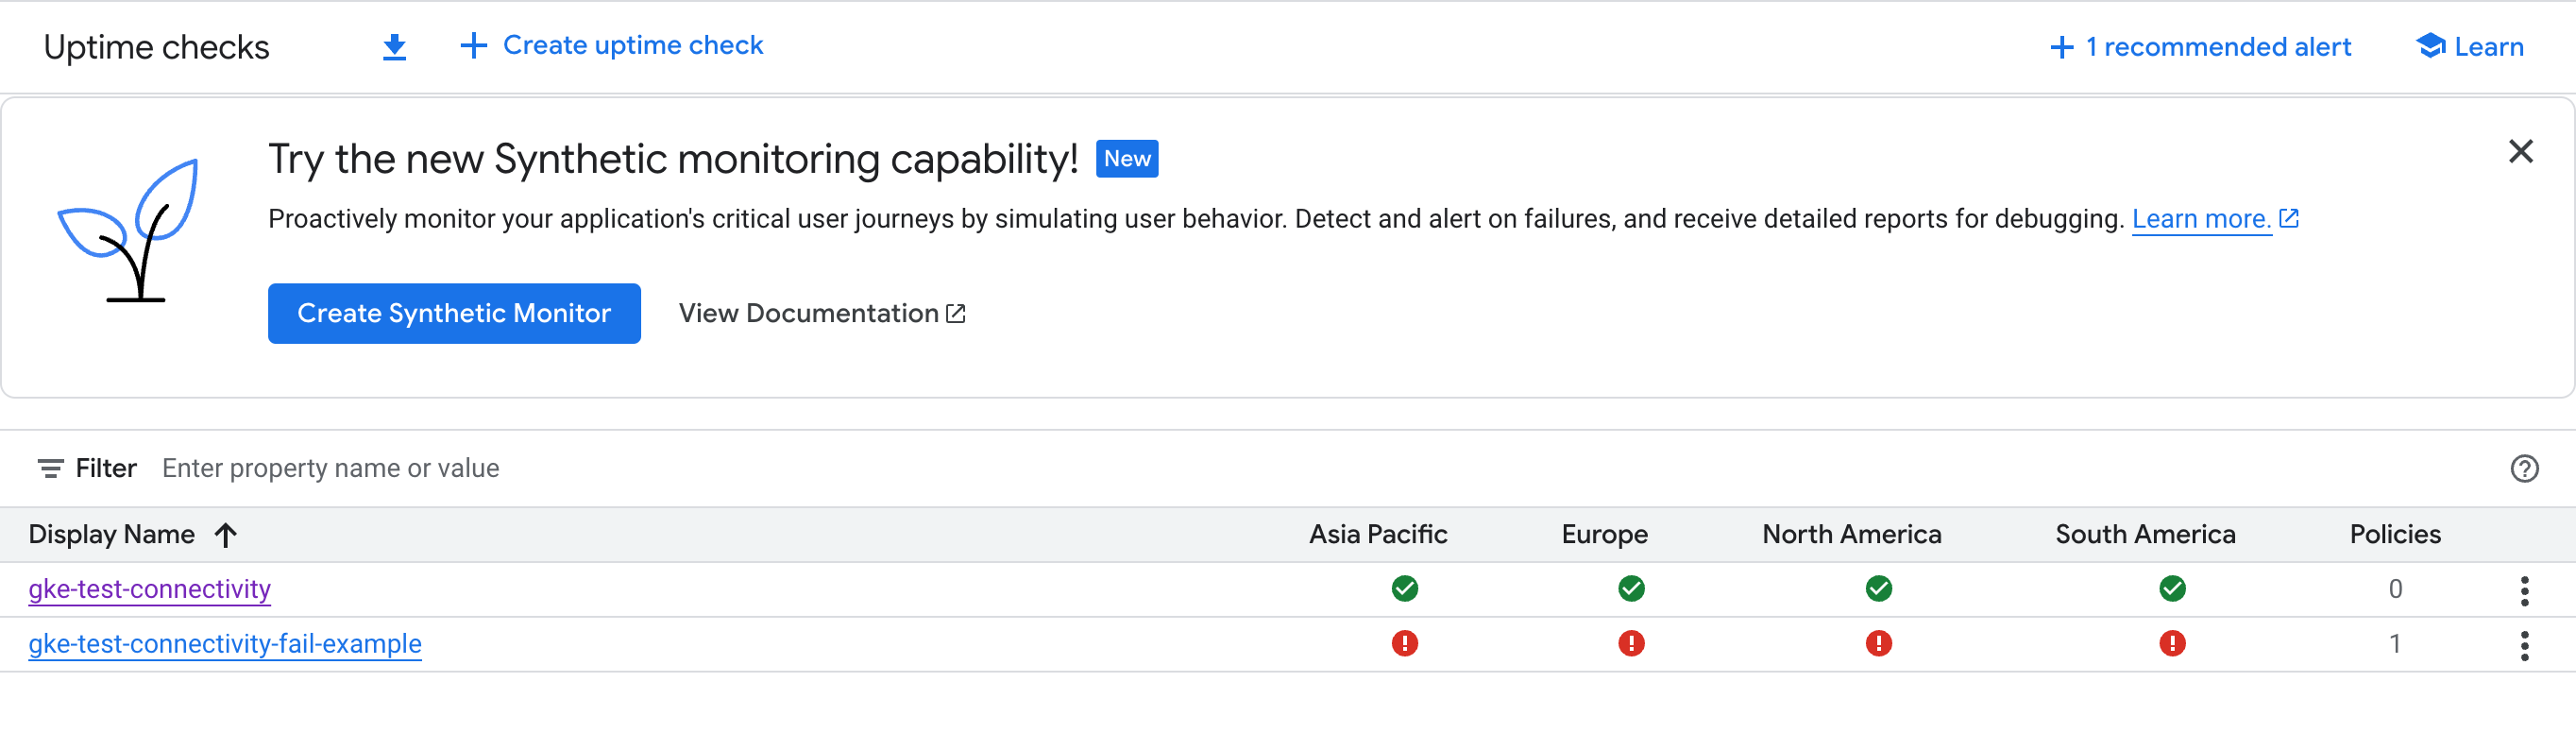 Uptime checks Create uptime check 1 recommended alert Learn
Try the new Synthetic monitoring capability! New
Proactively monitor your application's critical user journeys by simulating user behavior. Detect and alert on failures, and receive detailed reports for debugging. Learn more.
Create Synthetic Monitor View Documentation
Filter Enter property name or value
Display Name Asia Pacific Europe North America South America Policies
gke-test-connectivity 0
gke-test-connectivity-fail-example 1